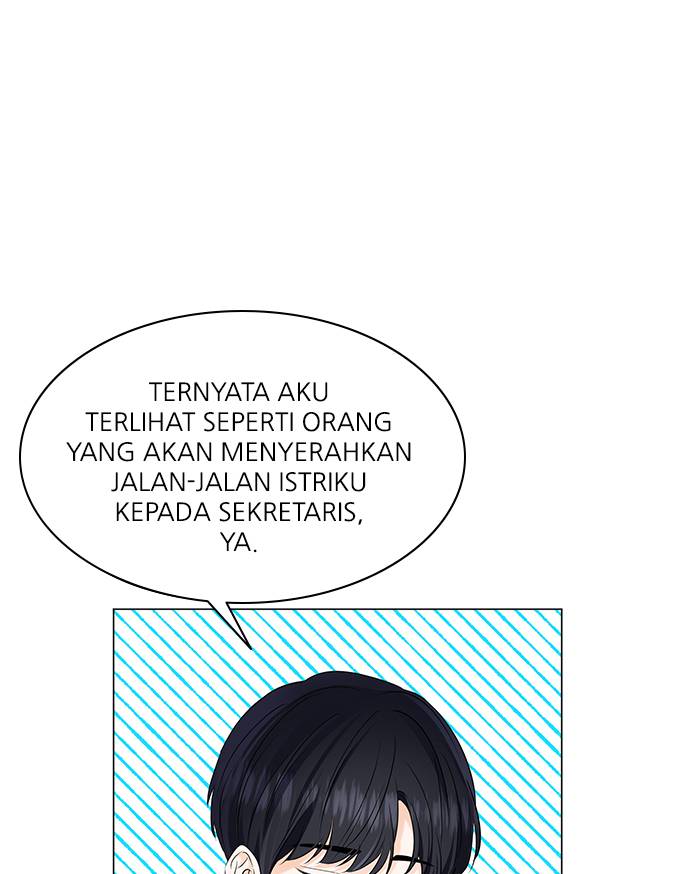 TERNYATA AKU
TERLIHAT SEPERTI ORANG
YANG AKAN MENYERAHKAN
JALAN-JALAN ISTRIKU
KEPADA SEKRETARIS,
YA.